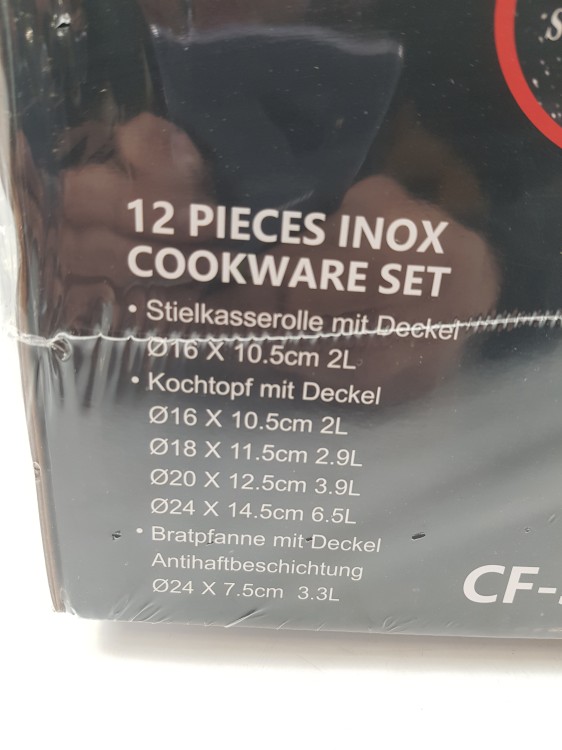 12 PIECES INOX
COOKWARE SET
• Stielkasserolle mit Deckel
Ø16 X 10.5cm 2L
• Kochtopf mit Deckel
Ø16 X 10.5cm 2L
Ø18 X 11.5cm 2.9L
Ø20 X 12.5cm 3.9L
Ø24 X 14.5cm 6.5L
• Bratpfanne mit Deckel
Antihaftbeschichtung
Ø24 X 7.5cm 3.3L
CF-